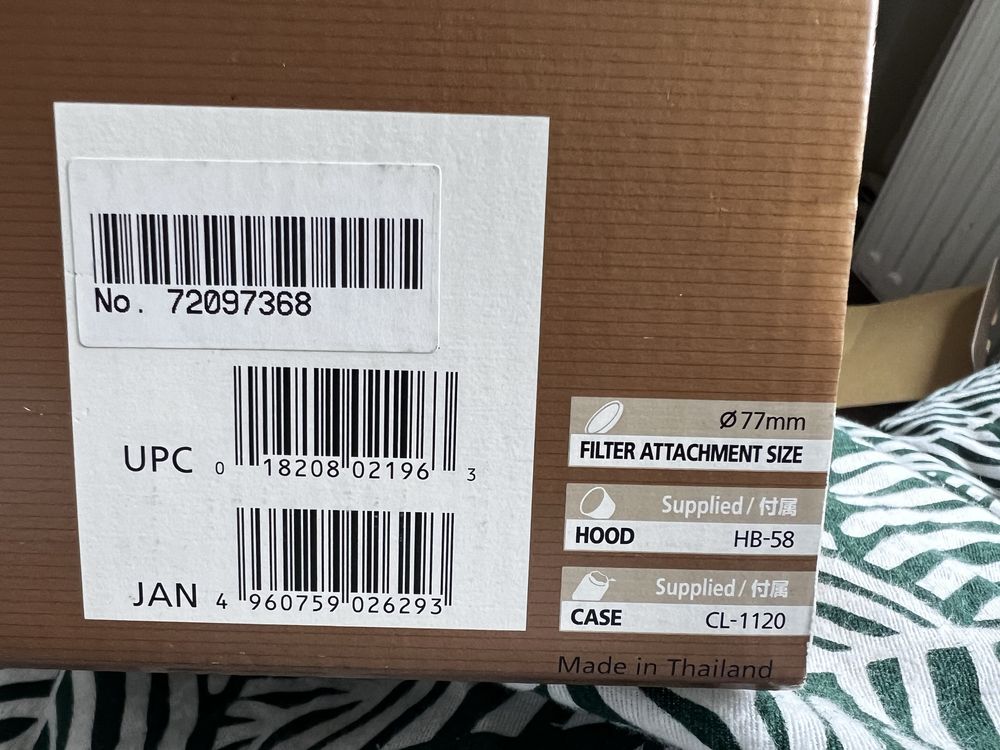 No. 72097368
UPC 0 18208 02196 3
JAN 4 960759 026293
Ø77mm
FILTER ATTACHMENT SIZE
Supplied / 付属
HOOD HB-58
Supplied / 付属
CASE CL-1120
Made in Thailand